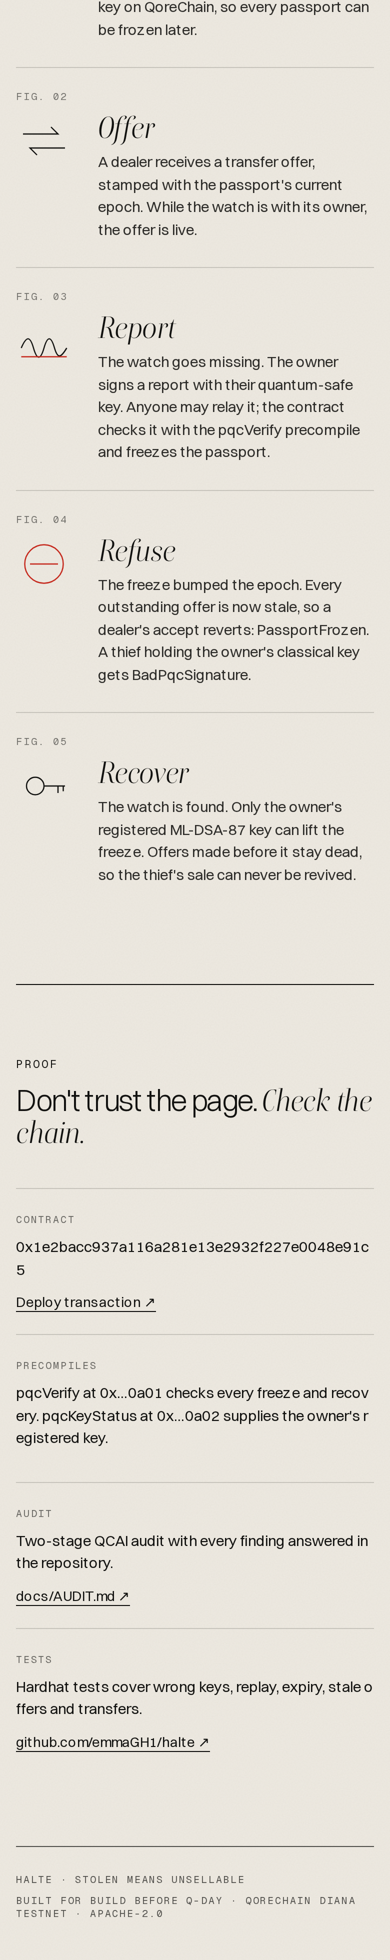 key on QoreChain, so every passport can
be frozen later.
FIG. 02
Offer
A dealer receives a transfer offer,
stamped with the passport's current
epoch. While the watch is with its owner,
the offer is live.
FIG. 03
Report
The watch goes missing. The owner
signs a report with their quantum-safe
key. Anyone may relay it; the contract
checks it with the pqcVerify precompile
and freezes the passport.
FIG. 04
Refuse
The freeze bumped the epoch. Every
outstanding offer is now stale, so a
dealer's accept reverts: PassportFrozen.
A thief holding the owner's classical key
gets BadPqcSignature.
FIG. 05
Recover
The watch is found. Only the owner's
registered ML-DSA-87 key can lift the
freeze. Offers made before it stay dead,
so the thief's sale can never be revived.
PROOF
Don't trust the page. Check the
chain.
CONTRACT
0x1e2bacc937a116a281e13e2932f227e0048e91c
5
Deploy transaction ↗
PRECOMPILES
pqcVerify at 0x…0a01 checks every freeze and recov
ery. pqcKeyStatus at 0x…0a02 supplies the owner's r
egistered key.
AUDIT
Two-stage QCAI audit with every finding answered in
the repository.
docs/AUDIT.md ↗
TESTS
Hardhat tests cover wrong keys, replay, expiry, stale o
ffers and transfers.
github.com/emmaGH1/halte ↗
HALTE · STOLEN MEANS UNSELLABLE
BUILT FOR BUILD BEFORE Q-DAY · QORECHAIN DIANA
TESTNET · APACHE-2.0